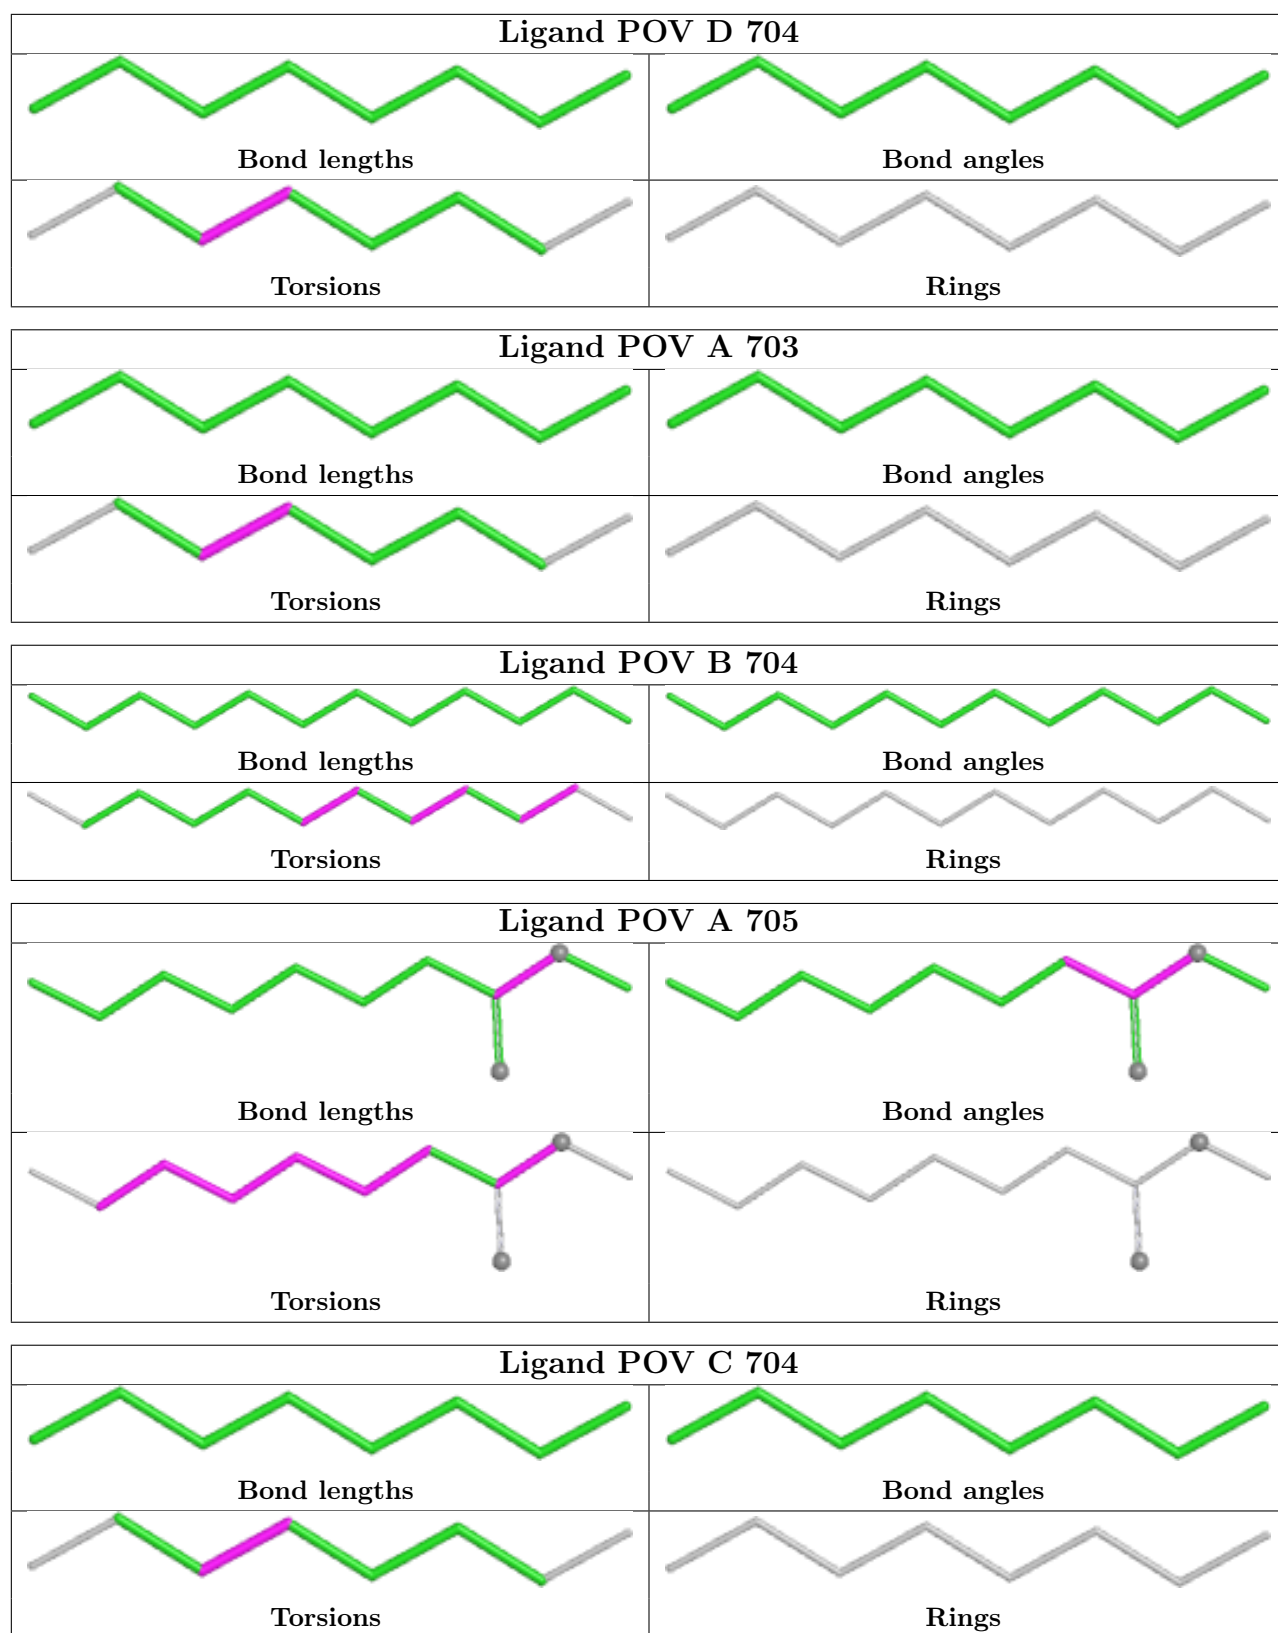 Ligand POV D 704
Bond lengths
Bond angles
Torsions
Rings
Ligand POV A 703
Bond lengths
Bond angles
Torsions
Rings
Ligand POV B 704
Bond lengths
Bond angles
Torsions
Rings
Ligand POV A 705
Bond lengths
Bond angles
Torsions
Rings
Ligand POV C 704
Bond lengths
Bond angles
Torsions
Rings